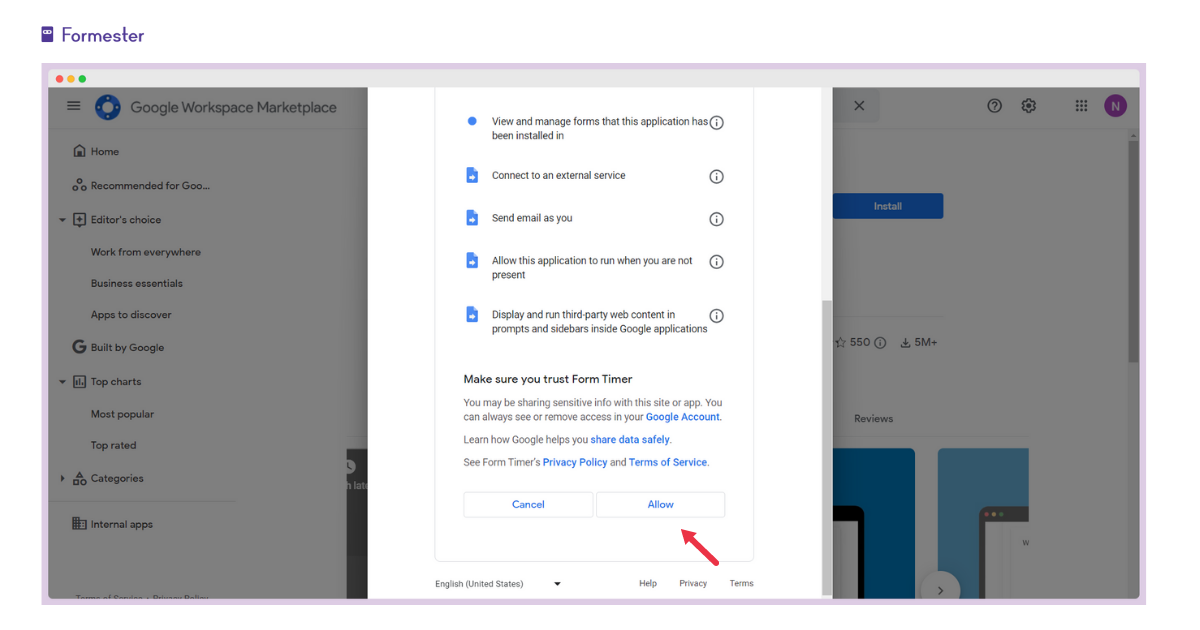 Formester
Google Workspace Marketplace
N
Home
Recommended for Goo...
Editor's choice
Work from everywhere
Business essentials
Apps to discover
Built by Google
Top charts
Most popular
Top rated
Categories
Internal apps
Terms of Service • Privacy Policy
View and manage forms that this application has
been installed in
Connect to an external service
Send email as you
Allow this application to run when you are not
present
Display and run third-party web content in
prompts and sidebars inside Google applications
Make sure you trust Form Timer
You may be sharing sensitive info with this site or app. You
can always see or remove access in your Google Account.
Learn how Google helps you share data safely.
See Form Timer's Privacy Policy and Terms of Service.
Cancel
Allow
English (United States)
Help
Privacy
Terms
Install
550
5M+
Reviews
W